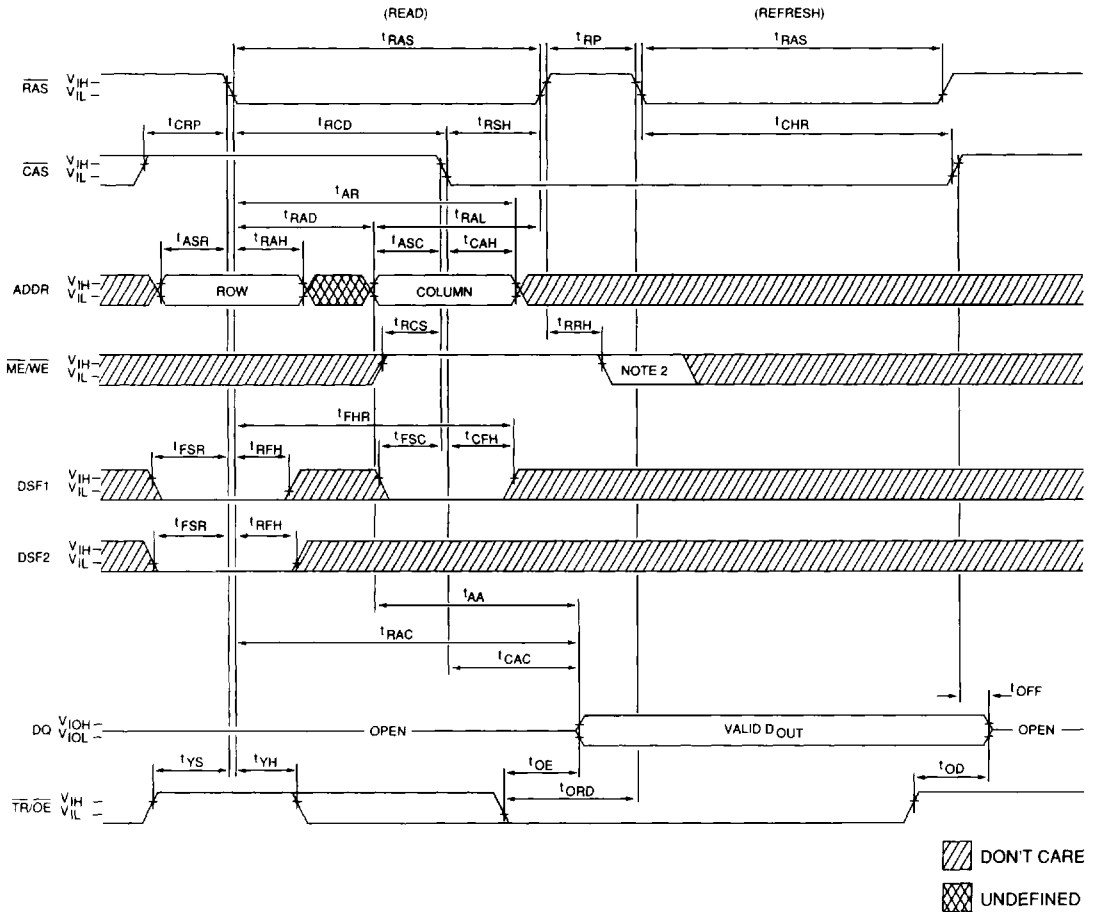 (READ) (REFRESH)
tRAS tRP tRAS
RAS VIH
VIL
tCRP tRCD tRSH tCHR
CAS VIH
VIL
tAR
tRAD tRAL
tASR tRAH tASC tCAH
ADDR VIH
VIL
ROW COLUMN
tRCS tRRH
ME/WE VIH
VIL
NOTE 2
tFHR
tFSR tRFH tFSC tCFH
DSF1 VIH
VIL
tFSR tRFH
DSF2 VIH
VIL
tAA
tRAC
tCAC
tOFF
DQ VIOH
VIOL
OPEN VALID DOUT OPEN
tYS tYH tOE tOD
tORD
TR/OE VIH
VIL
DON'T CARE
UNDEFINED